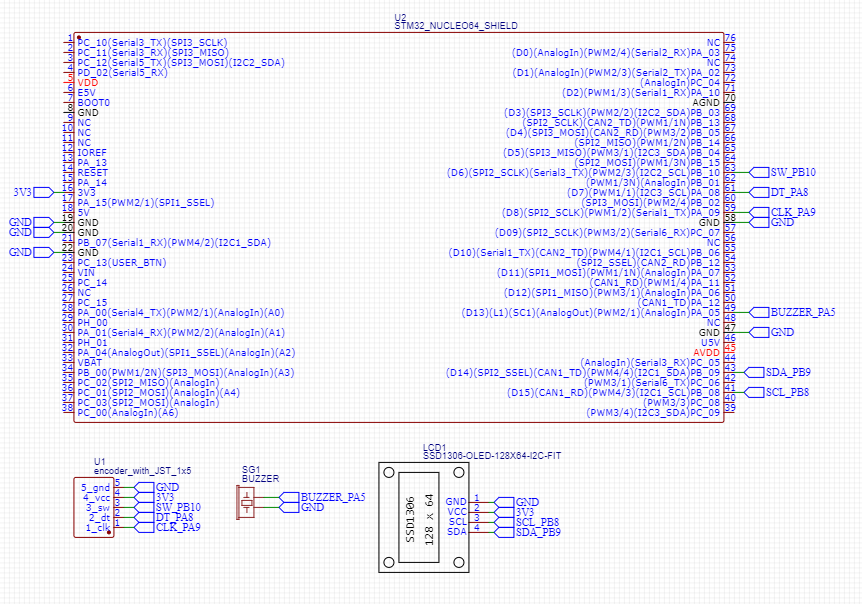 U2
STM32_NUCLEO64_SHIELD
1 PC_10(Serial3_TX)(SPI3_SCLK)
2 PC_11(Serial3_RX)(SPI3_MISO)
3 PC_12(Serial5_TX)(SPI3_MOSI)(I2C2_SDA)
4 PD_02(Serial5_RX)
5 VDD
6 E5V
7 BOOT0
8 GND
9 NC
10 NC
11 NC
12 IOREF
13 PA_13
14 RESET
15 PA_14
3V3 16 3V3
17 PA_15(PWM2/1)(SPI1_SSEL)
18 5V
GND 19 GND
GND 20 GND
21 PB_07(Serial1_RX)(PWM4/2)(I2C1_SDA)
GND 22 GND
23 PC_13(USER_BTN)
24 VIN
25 PC_14
26 NC
27 PC_15
28 PA_00(Serial4_TX)(PWM2/1)(AnalogIn)(A0)
29 PH_00
30 PA_01(Serial4_RX)(PWM2/2)(AnalogIn)(A1)
31 PH_01
32 PA_04(AnalogOut)(SPI1_SSEL)(AnalogIn)(A2)
33 VBAT
34 PB_00(PWM1/2N)(SPI3_MOSI)(AnalogIn)(A3)
35 PC_02(SPI2_MISO)(AnalogIn)
36 PC_01(SPI2_MOSI)(AnalogIn)(A4)
37 PC_03(SPI2_MOSI)(AnalogIn)
38 PC_00(AnalogIn)(A6)
NC 76
(D0)(AnalogIn)(PWM2/4)(Serial2_RX)PA_03 75
NC 74
(D1)(AnalogIn)(PWM2/3)(Serial2_TX)PA_02 73
(AnalogIn)PC_04 72
(D2)(PWM1/3)(Serial1_RX)PA_10 71
AGND 70
(D3)(SPI3_SCLK)(PWM2/2)(I2C2_SDA)PB_03 69
(SPI2_SCLK)(CAN2_TD)(PWM1/1N)PB_13 68
(D4)(SPI3_MOSI)(CAN2_RD)(PWM3/2)PB_05 67
(SPI2_MISO)(PWM1/2N)PB_14 66
(D5)(SPI3_MISO)(PWM3/1)(I2C3_SDA)PB_04 65
(SPI2_MOSI)(PWM1/3N)PB_15 64
(D6)(SPI2_SCLK)(Serial3_TX)(PWM2/3)(I2C2_SCL)PB_10 63 SW_PB10
(PWM1/3N)(AnalogIn)PB_01 62
(D7)(PWM1/1)(I2C3_SCL)PA_08 61 DT_PA8
(SPI3_MOSI)(PWM2/4)PB_02 60
(D8)(SPI2_SCLK)(PWM1/2)(Serial1_TX)PA_09 59 CLK_PA9
GND 58 GND
(D09)(SPI2_SCLK)(PWM3/2)(Serial6_RX)PC_07 57
NC 56
(D10)(Serial1_TX)(CAN2_TD)(PWM4/1)(I2C1_SCL)PB_06 55
(SPI2_SSEL)(CAN2_RD)PB_12 54
(D11)(SPI1_MOSI)(PWM1/1N)(AnalogIn)PA_07 53
(CAN1_RD)(PWM1/4)PA_11 52
(D12)(SPI1_MISO)(PWM3/1)(AnalogIn)PA_06 51
(CAN1_TD)PA_12 50
(D13)(L1)(SC1)(AnalogOut)(PWM2/1)(AnalogIn)PA_05 49 BUZZER_PA5
NC 48
GND 47 GND
U5V 46
AVDD 45
(AnalogIn)(Serial3_RX)PC_05 44
(D14)(SPI2_SSEL)(CAN1_TD)(PWM4/4)(I2C1_SDA)PB_09 43 SDA_PB9
(PWM3/1)(Serial6_TX)PC_06 42
(D15)(CAN1_RD)(PWM4/3)(I2C1_SCL)PB_08 41 SCL_PB8
(PWM3/3)PC_08 40
(PWM3/4)(I2C3_SDA)PC_09 39
U1
encoder_with_JST_1x5
5_gnd 5 GND
4_vcc 4 3V3
3_sw 3 SW_PB10
2_dt 2 DT_PA8
1_clk 1 CLK_PA9
SG1
BUZZER
BUZZER_PA5
GND
LCD1
SSD1306-OLED-128X64-I2C-FIT
SSD1306
128 x 64
GND 1 GND
VCC 2 3V3
SCL 3 SCL_PB8
SDA 4 SDA_PB9